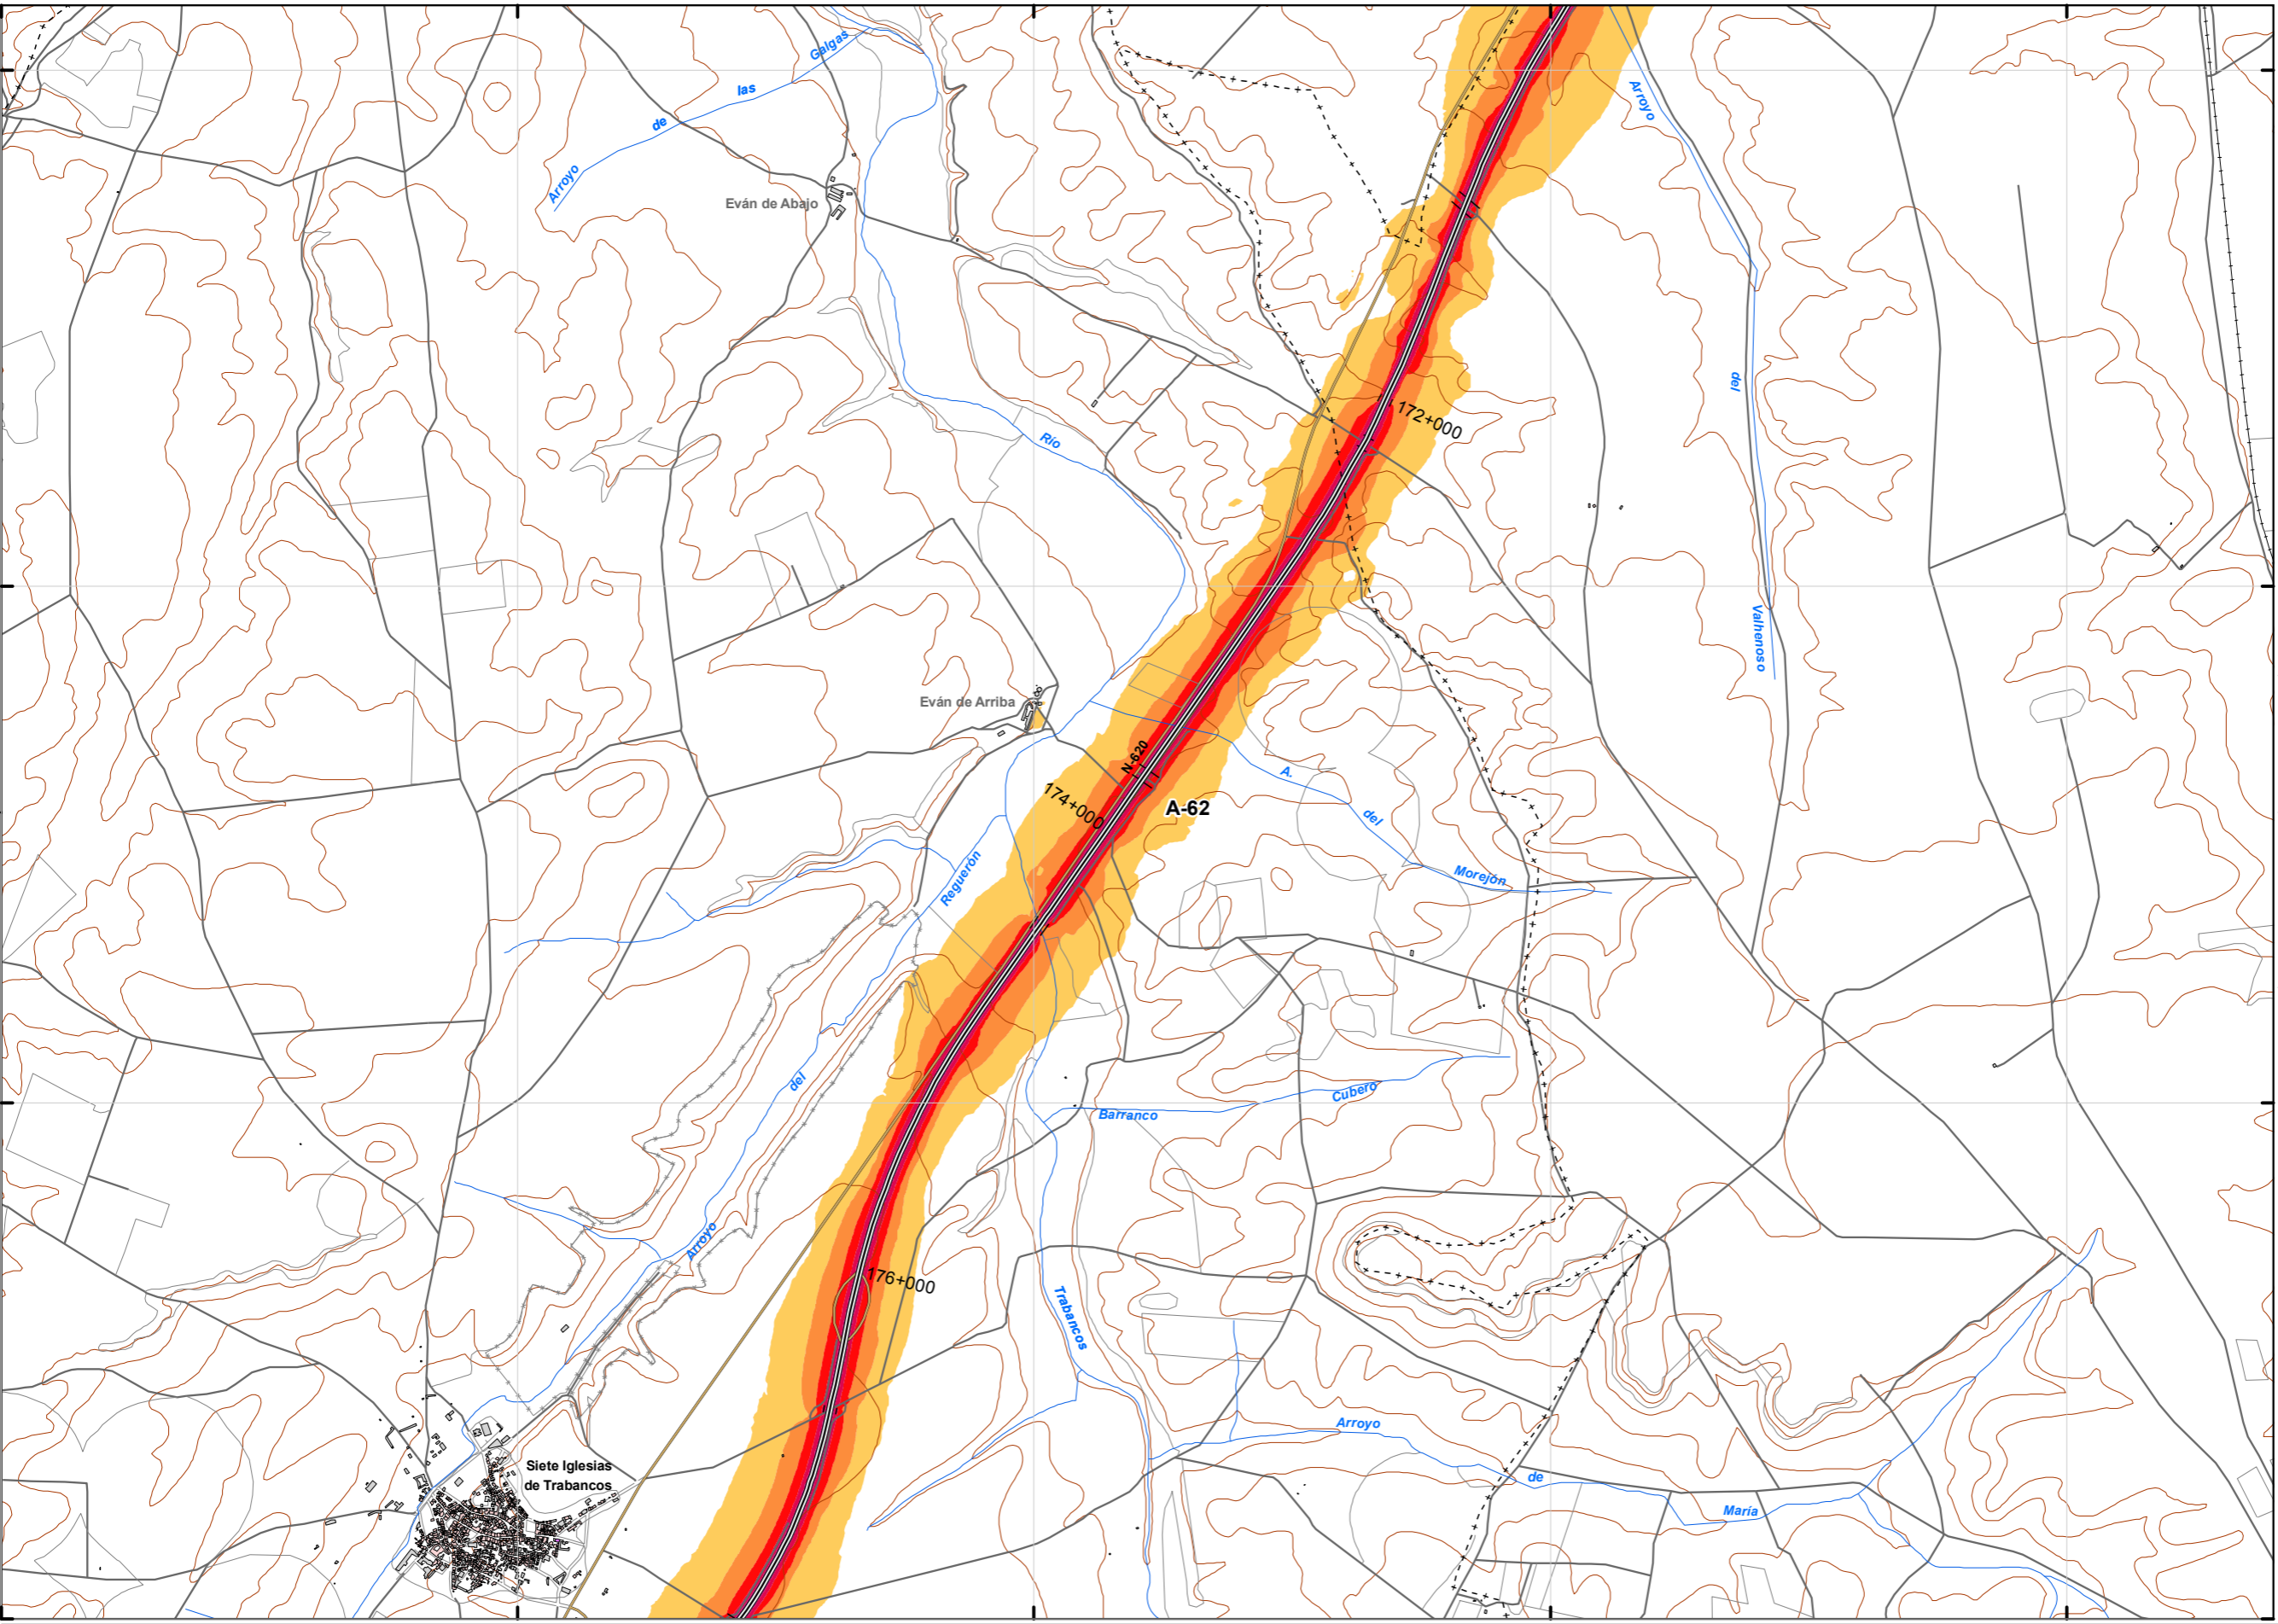 Arroyo
de
las
Galgas
Eván de Abajo
Arroyo
del
Valhenoso
Río
172+000
Eván de Arriba
N-620
174+000
A-62
A.
del
Morejón
Reguerón
del
Arroyo
Barranco
Cubero
176+000
Trabancos
Siete Iglesias
de Trabancos
Arroyo
de
María